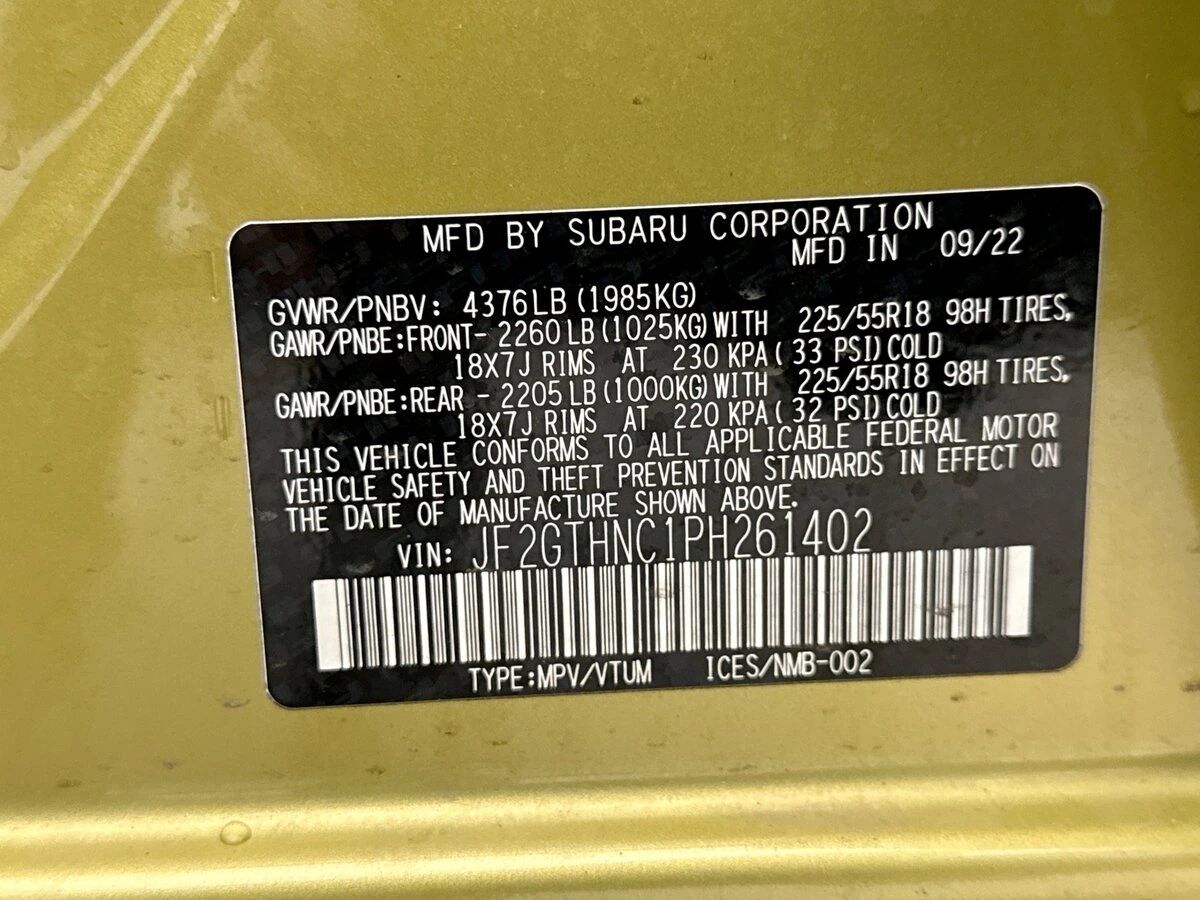 MFD BY SUBARU CORPORATION
MFD IN 09/22
GVWR/PNBV: 4376LB (1985KG)
GAWR/PNBE:FRONT- 2260 LB (1025KG) WITH 225/55R18 98H TIRES,
18X7J RIMS AT 230 KPA ( 33 PSI) COLD
GAWR/PNBE:REAR - 2205 LB (1000KG) WITH 225/55R18 98H TIRES,
18X7J RIMS AT 220 KPA ( 32 PSI) COLD
THIS VEHICLE CONFORMS TO ALL APPLICABLE FEDERAL MOTOR
VEHICLE SAFETY AND THEFT PREVENTION STANDARDS IN EFFECT ON
THE DATE OF MANUFACTURE SHOWN ABOVE.
VIN: JF2GTHNC1PH261402
TYPE:MPV/VTUM ICES/NMB-002